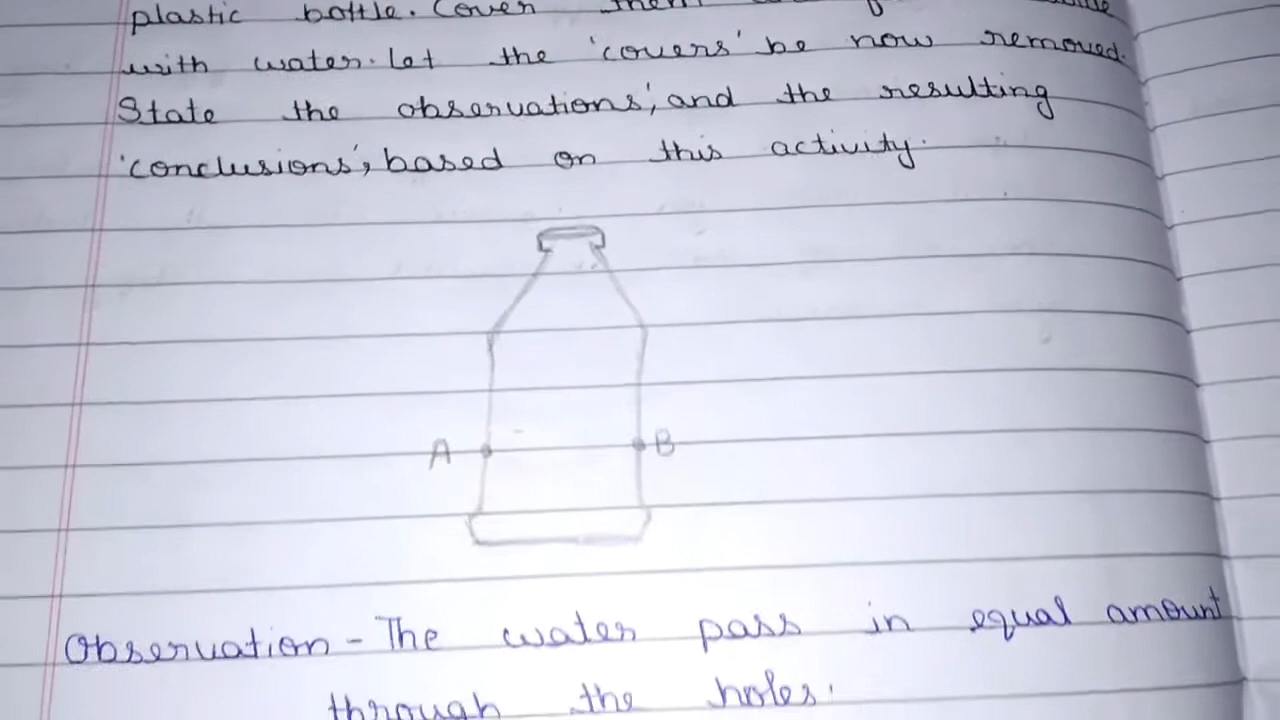 plastic bottle. Cover them
with water. Let the 'covers' be now removed.
State the observations', and the resulting
'conclusions', based on this activity.
A B
Observation - The water pass in equal amount
through the holes.